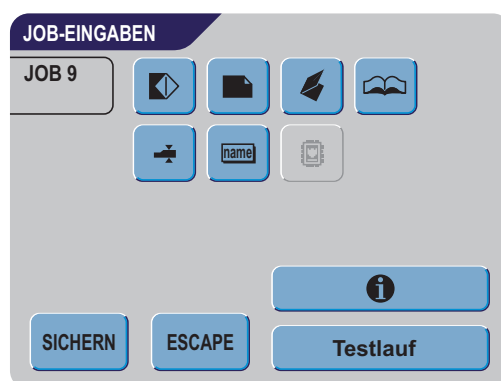 JOB-EINGABEN
JOB 9
name
SICHERN
ESCAPE
Testlauf